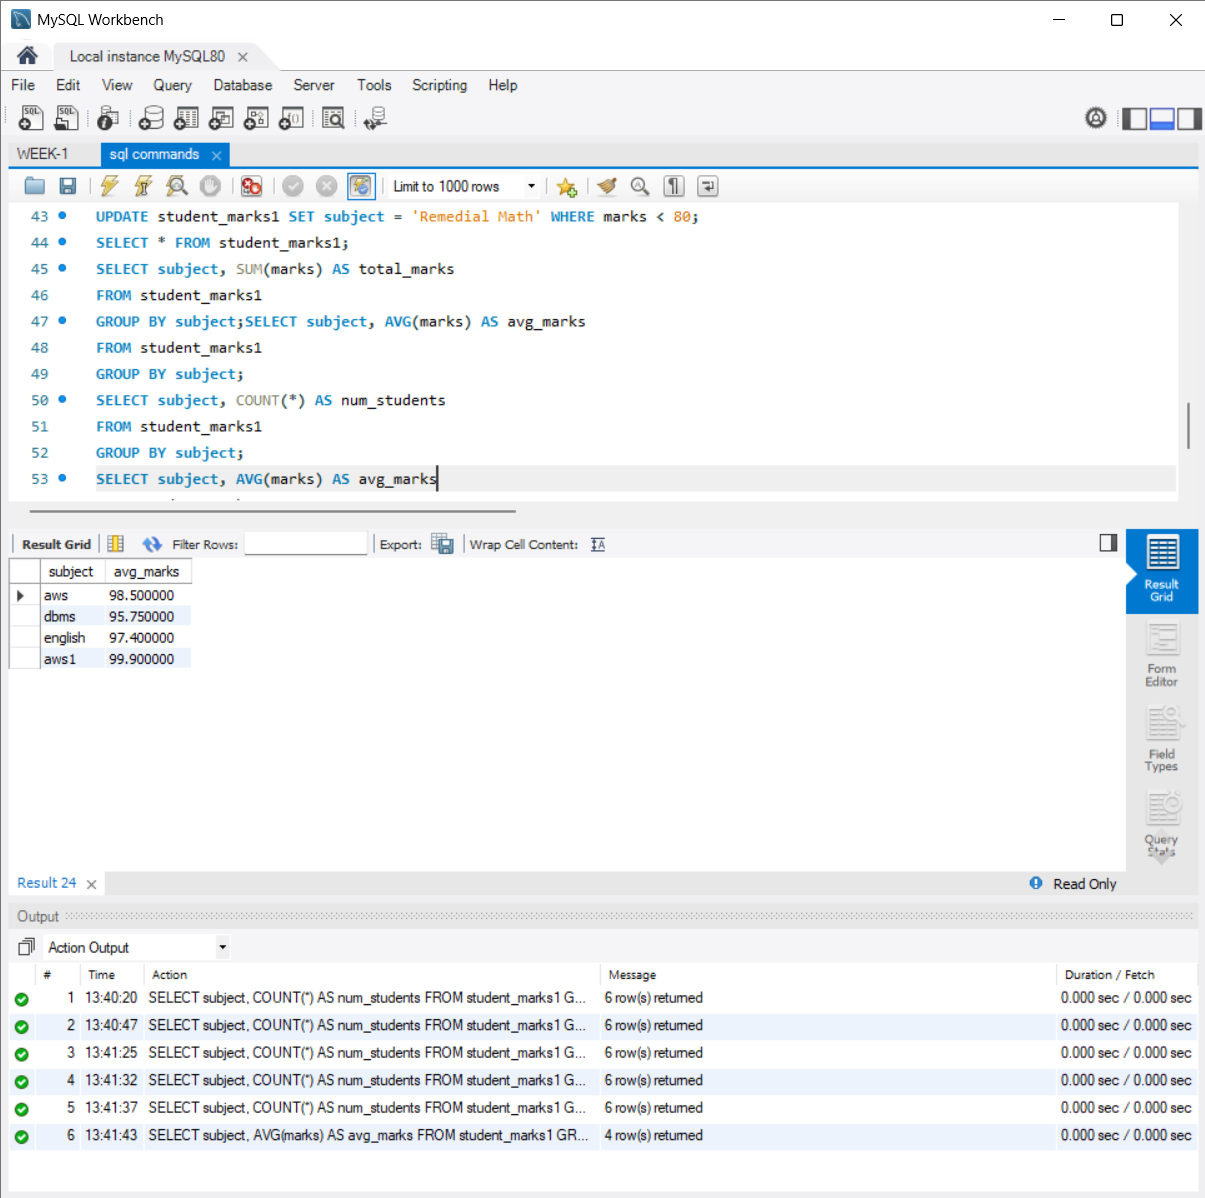 MySQL Workbench
Local instance MySQL80
File Edit View Query Database Server Tools Scripting Help
WEEK-1 sql commands
Limit to 1000 rows
43 UPDATE student_marks1 SET subject = 'Remedial Math' WHERE marks < 80;
44 SELECT * FROM student_marks1;
45 SELECT subject, SUM(marks) AS total_marks
46 FROM student_marks1
47 GROUP BY subject;SELECT subject, AVG(marks) AS avg_marks
48 FROM student_marks1
49 GROUP BY subject;
50 SELECT subject, COUNT(*) AS num_students
51 FROM student_marks1
52 GROUP BY subject;
53 SELECT subject, AVG(marks) AS avg_marks
Result Grid Filter Rows: Export: Wrap Cell Content:
subject avg_marks
aws 98.500000
dbms 95.750000
english 97.400000
aws1 99.900000
Result
Grid
Form
Editor
Field
Types
Query
Stats
Result 24 Read Only
Output
Action Output
# Time Action Message Duration / Fetch
1 13:40:20 SELECT subject, COUNT(*) AS num_students FROM student_marks1 G... 6 row(s) returned 0.000 sec / 0.000 sec
2 13:40:47 SELECT subject, COUNT(*) AS num_students FROM student_marks1 G... 6 row(s) returned 0.000 sec / 0.000 sec
3 13:41:25 SELECT subject, COUNT(*) AS num_students FROM student_marks1 G... 6 row(s) returned 0.000 sec / 0.000 sec
4 13:41:32 SELECT subject, COUNT(*) AS num_students FROM student_marks1 G... 6 row(s) returned 0.000 sec / 0.000 sec
5 13:41:37 SELECT subject, COUNT(*) AS num_students FROM student_marks1 G... 6 row(s) returned 0.000 sec / 0.000 sec
6 13:41:43 SELECT subject, AVG(marks) AS avg_marks FROM student_marks1 GR... 4 row(s) returned 0.000 sec / 0.000 sec